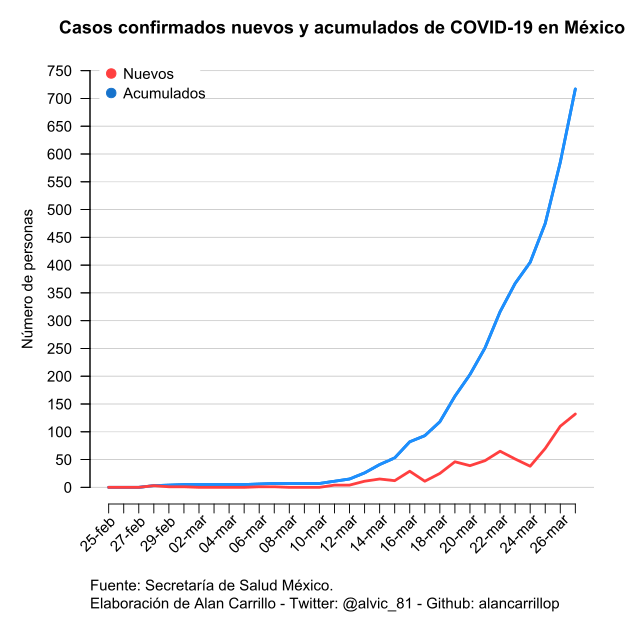 Casos confirmados nuevos y acumulados de COVID-19 en México
Nuevos
Acumulados
Número de personas
750
700
650
600
550
500
450
400
350
300
250
200
150
100
50
0
25-feb
27-feb
29-feb
02-mar
04-mar
06-mar
08-mar
10-mar
12-mar
14-mar
16-mar
18-mar
20-mar
22-mar
24-mar
26-mar
Fuente: Secretaría de Salud México.
Elaboración de Alan Carrillo - Twitter: @alvic_81 - Github: alancarrillop